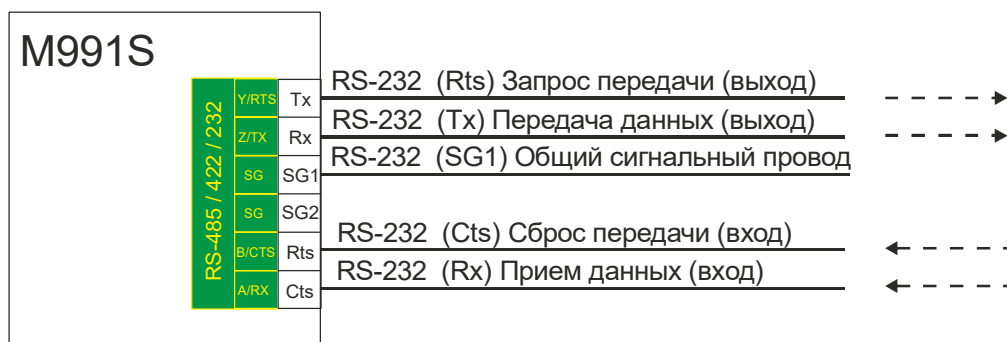 M991S
RS-485 / 422 / 232
Y/RTS Tx RS-232 (Rts) Запрос передачи (выход)
Z/TX Rx RS-232 (Tx) Передача данных (выход)
SG SG1 RS-232 (SG1) Общий сигнальный провод
SG SG2
B/CTS Rts RS-232 (Cts) Сброс передачи (вход)
A/RX Cts RS-232 (Rx) Прием данных (вход)